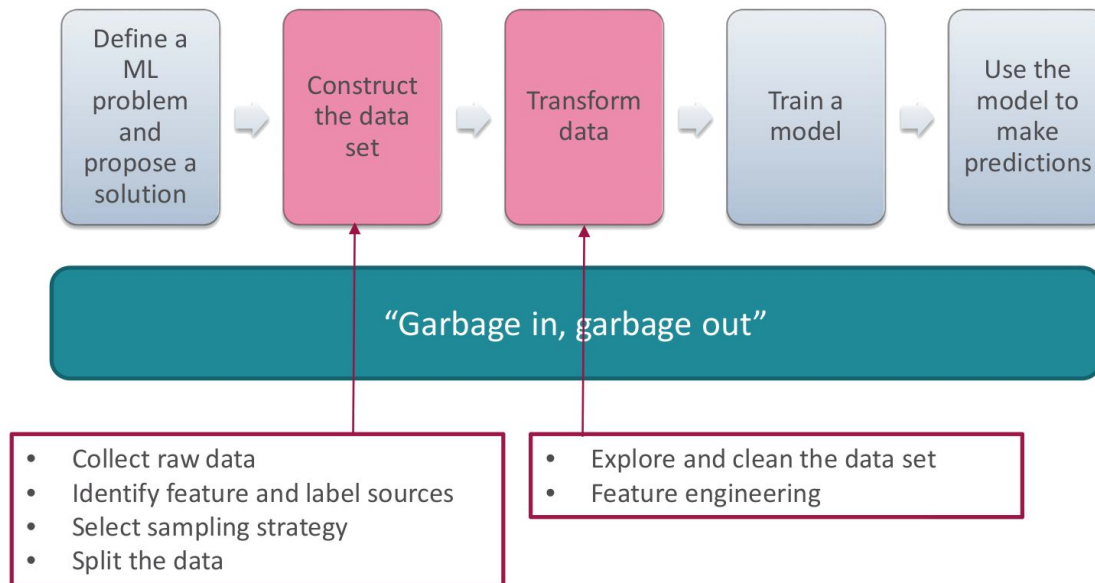 Define a
ML
problem
and
propose a
solution
Construct
the data
set
Transform
data
Train a
model
Use the
model to
make
predictions
“Garbage in, garbage out”
• Collect raw data
• Identify feature and label sources
• Select sampling strategy
• Split the data
• Explore and clean the data set
• Feature engineering